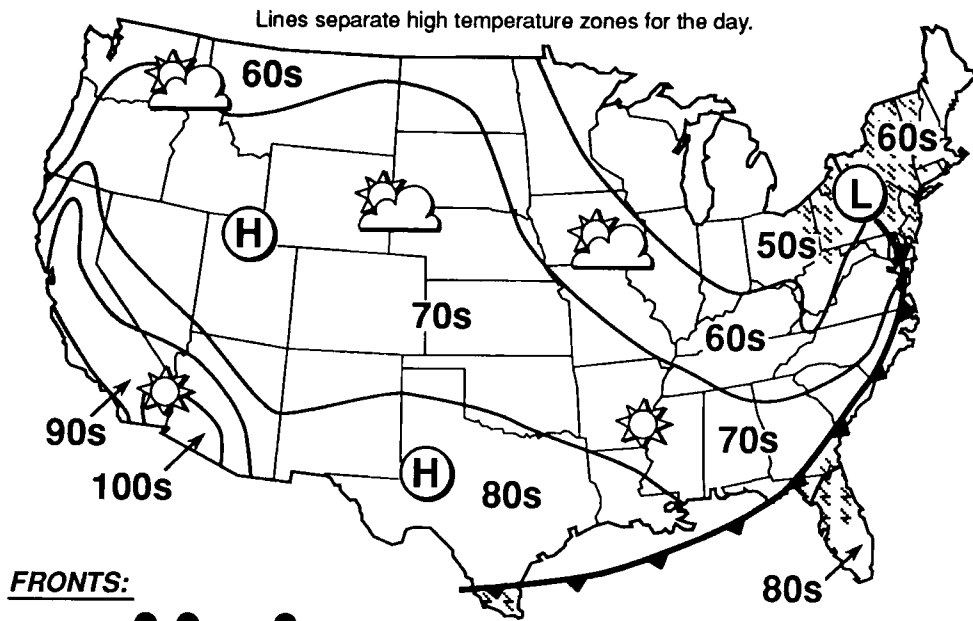 Lines separate high temperature zones for the day.
60s
60s
L
H
50s
70s
60s
90s
70s
100s
H
80s
80s
FRONTS: